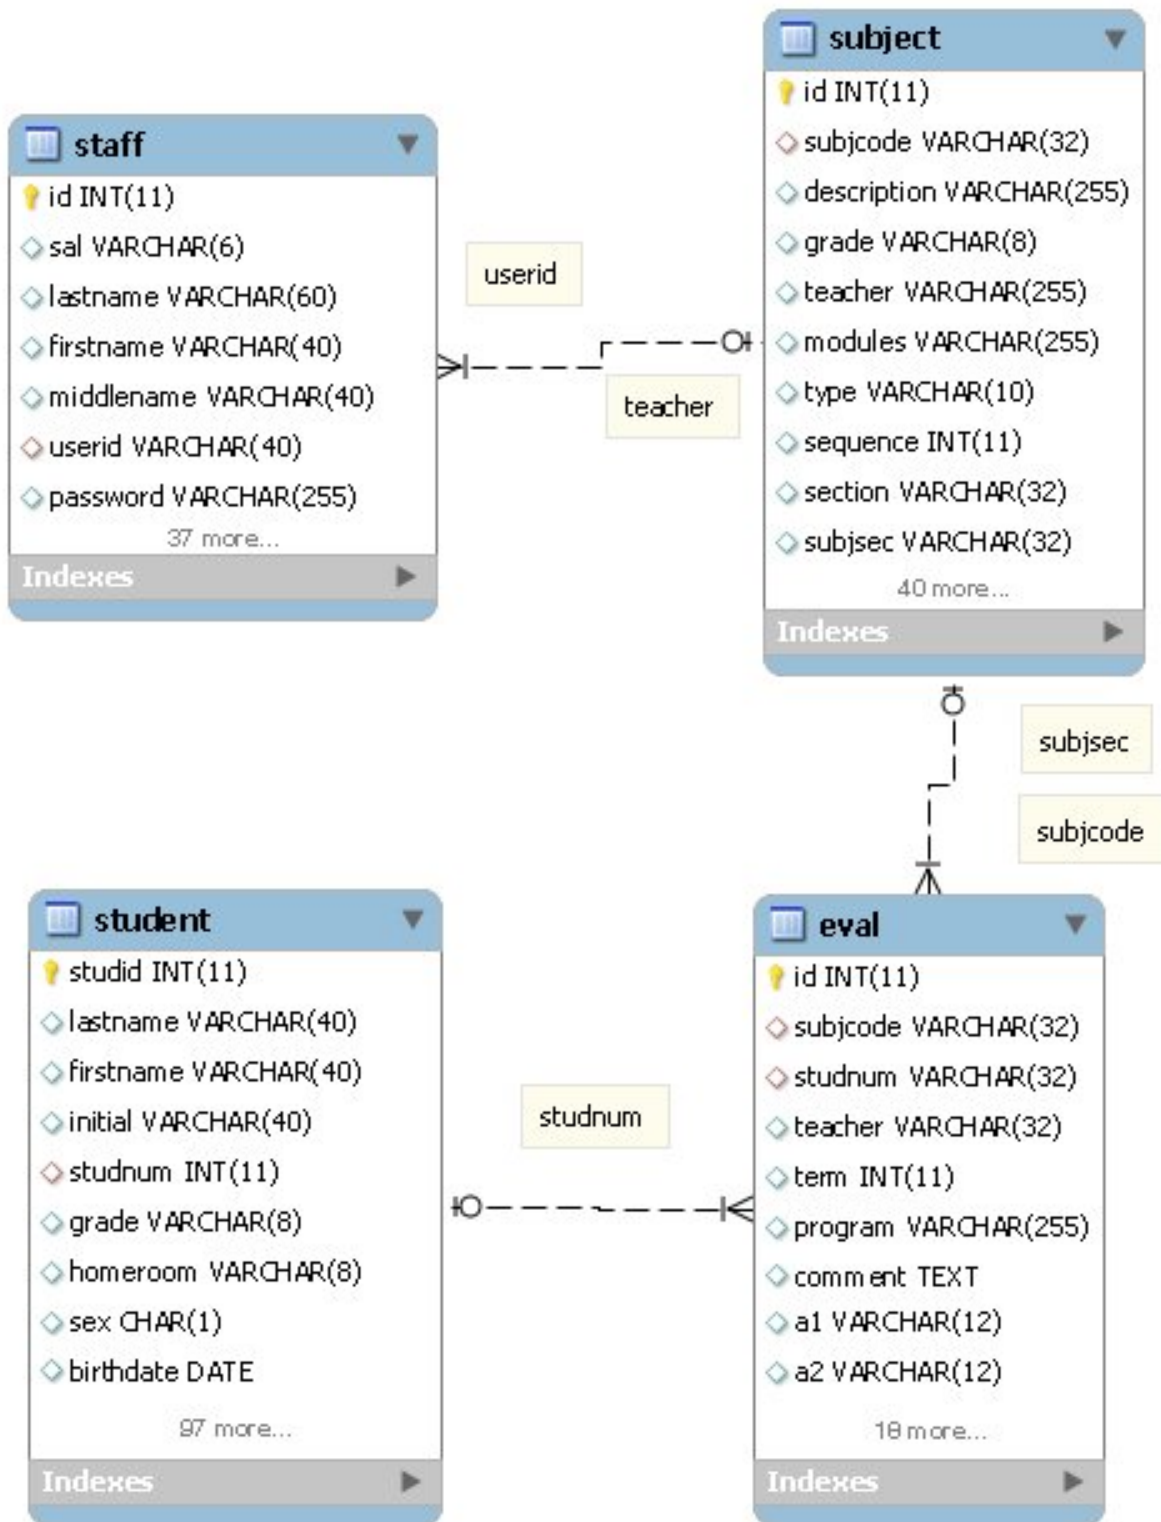 subject
id INT(11)
subjcode VARCHAR(32)
description VARCHAR(255)
grade VARCHAR(8)
teacher VARCHAR(255)
modules VARCHAR(255)
type VARCHAR(10)
sequence INT(11)
section VARCHAR(32)
subjsec VARCHAR(32)
40 more...
Indexes
staff
id INT(11)
sal VARCHAR(6)
lastname VARCHAR(60)
firstname VARCHAR(40)
middlename VARCHAR(40)
userid VARCHAR(40)
password VARCHAR(255)
37 more...
Indexes
userid
teacher
subjsec
subjcode
student
studid INT(11)
lastname VARCHAR(40)
firstname VARCHAR(40)
initial VARCHAR(40)
studnum INT(11)
grade VARCHAR(8)
homeroom VARCHAR(8)
sex CHAR(1)
birthdate DATE
97 more...
Indexes
studnum
eval
id INT(11)
subjcode VARCHAR(32)
studnum VARCHAR(32)
teacher VARCHAR(32)
term INT(11)
program VARCHAR(255)
comment TEXT
a1 VARCHAR(12)
a2 VARCHAR(12)
18 more...
Indexes